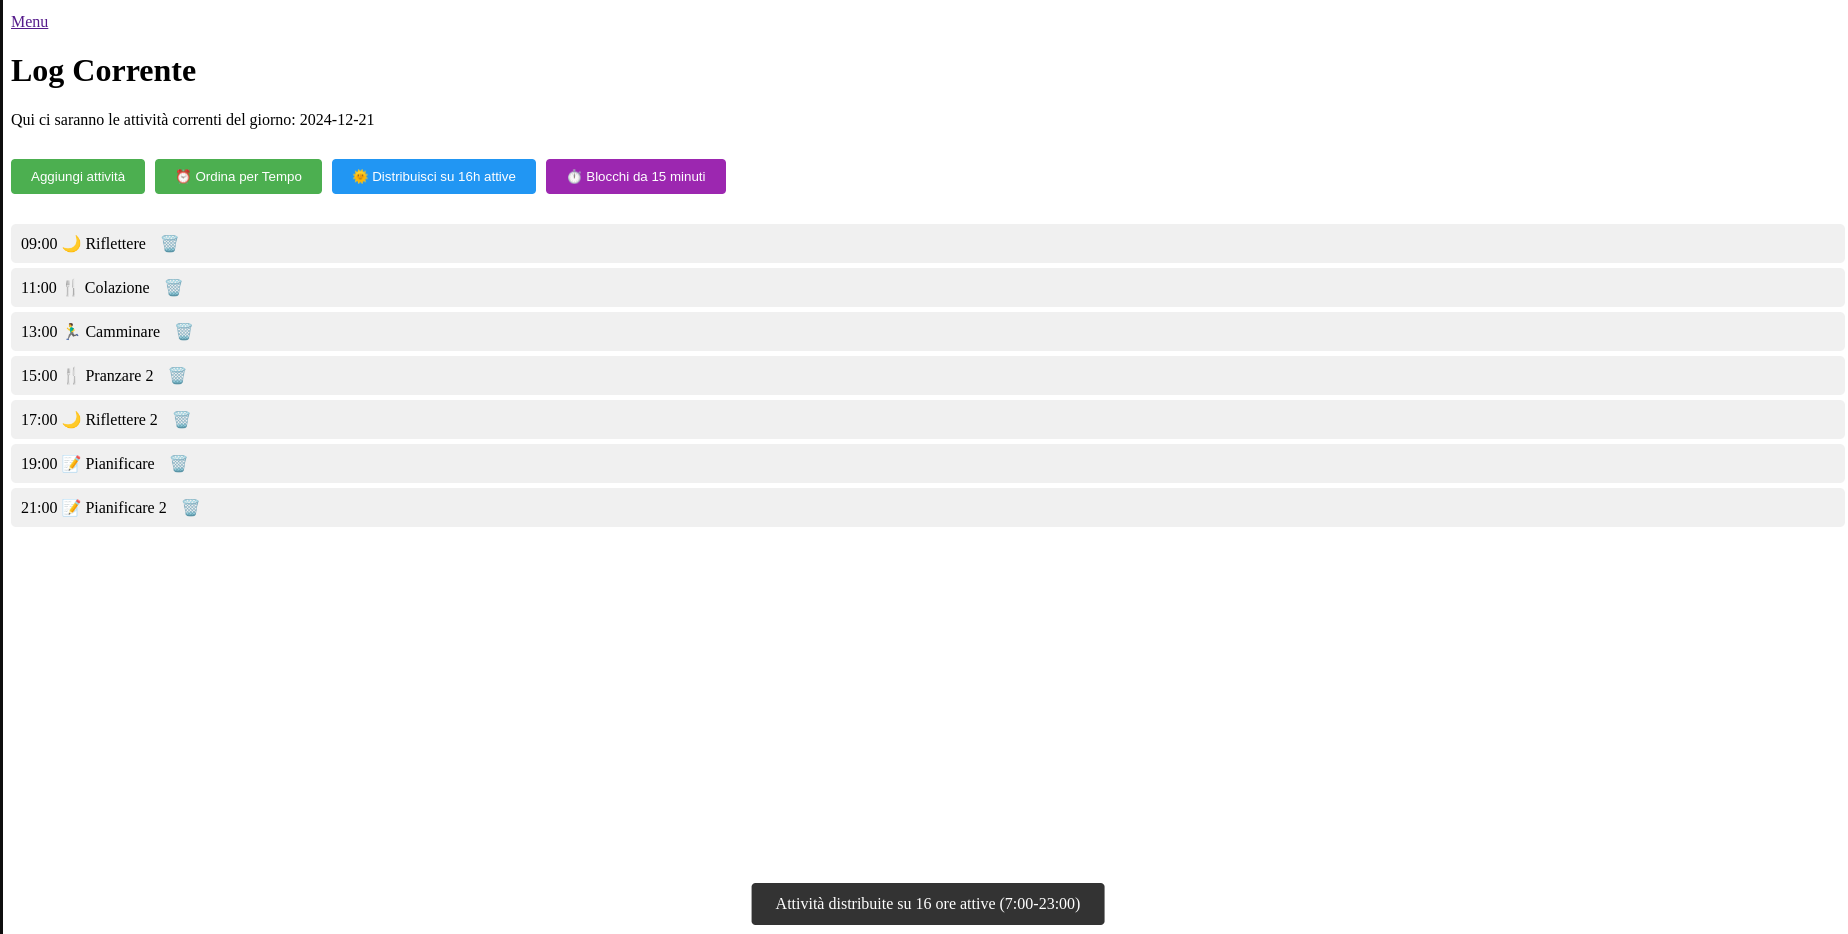 Menu
Log Corrente
Qui ci saranno le attività correnti del giorno: 2024-12-21
Aggiungi attività
⏰ Ordina per Tempo
🌞 Distribuisci su 16h attive
⏱️ Blocchi da 15 minuti
09:00 🌙 Riflettere 🗑️
11:00 🍴 Colazione 🗑️
13:00 🏃‍♂️ Camminare 🗑️
15:00 🍴 Pranzare 2 🗑️
17:00 🌙 Riflettere 2 🗑️
19:00 📝 Pianificare 🗑️
21:00 📝 Pianificare 2 🗑️
Attività distribuite su 16 ore attive (7:00-23:00)